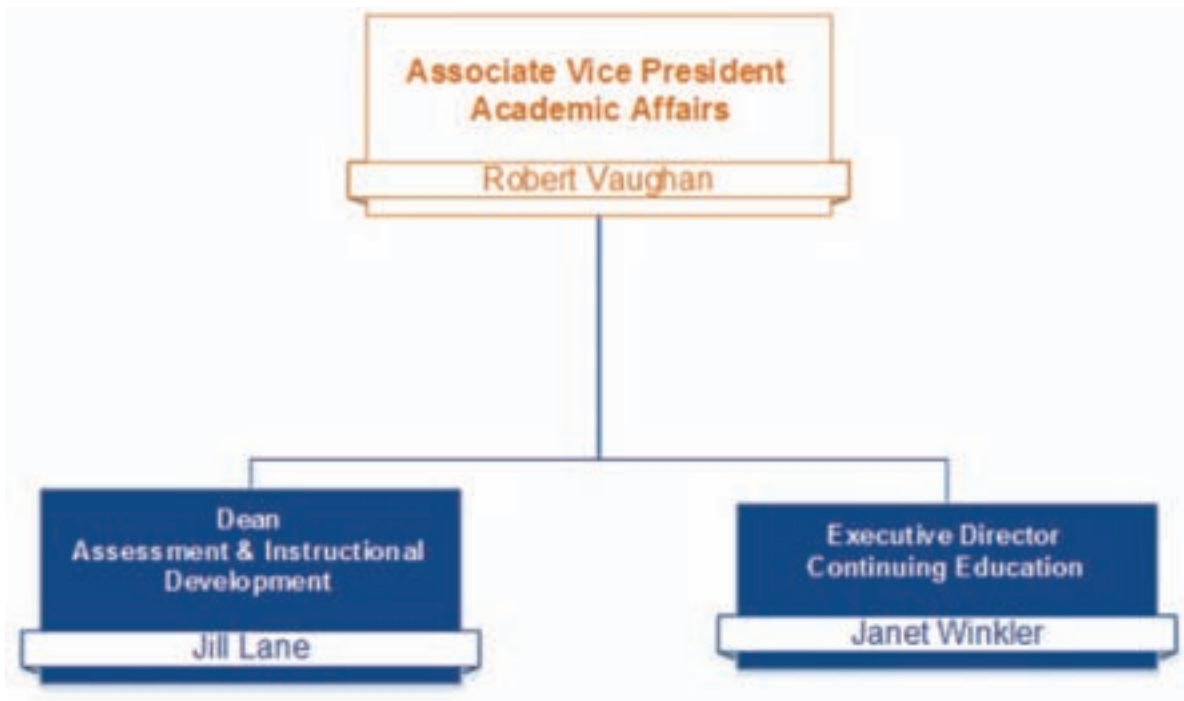 Associate Vice President
Academic Affairs
Robert Vaughan
Dean
Assessment & Instructional
Development
Jill Lane
Executive Director
Continuing Education
Janet Winkler